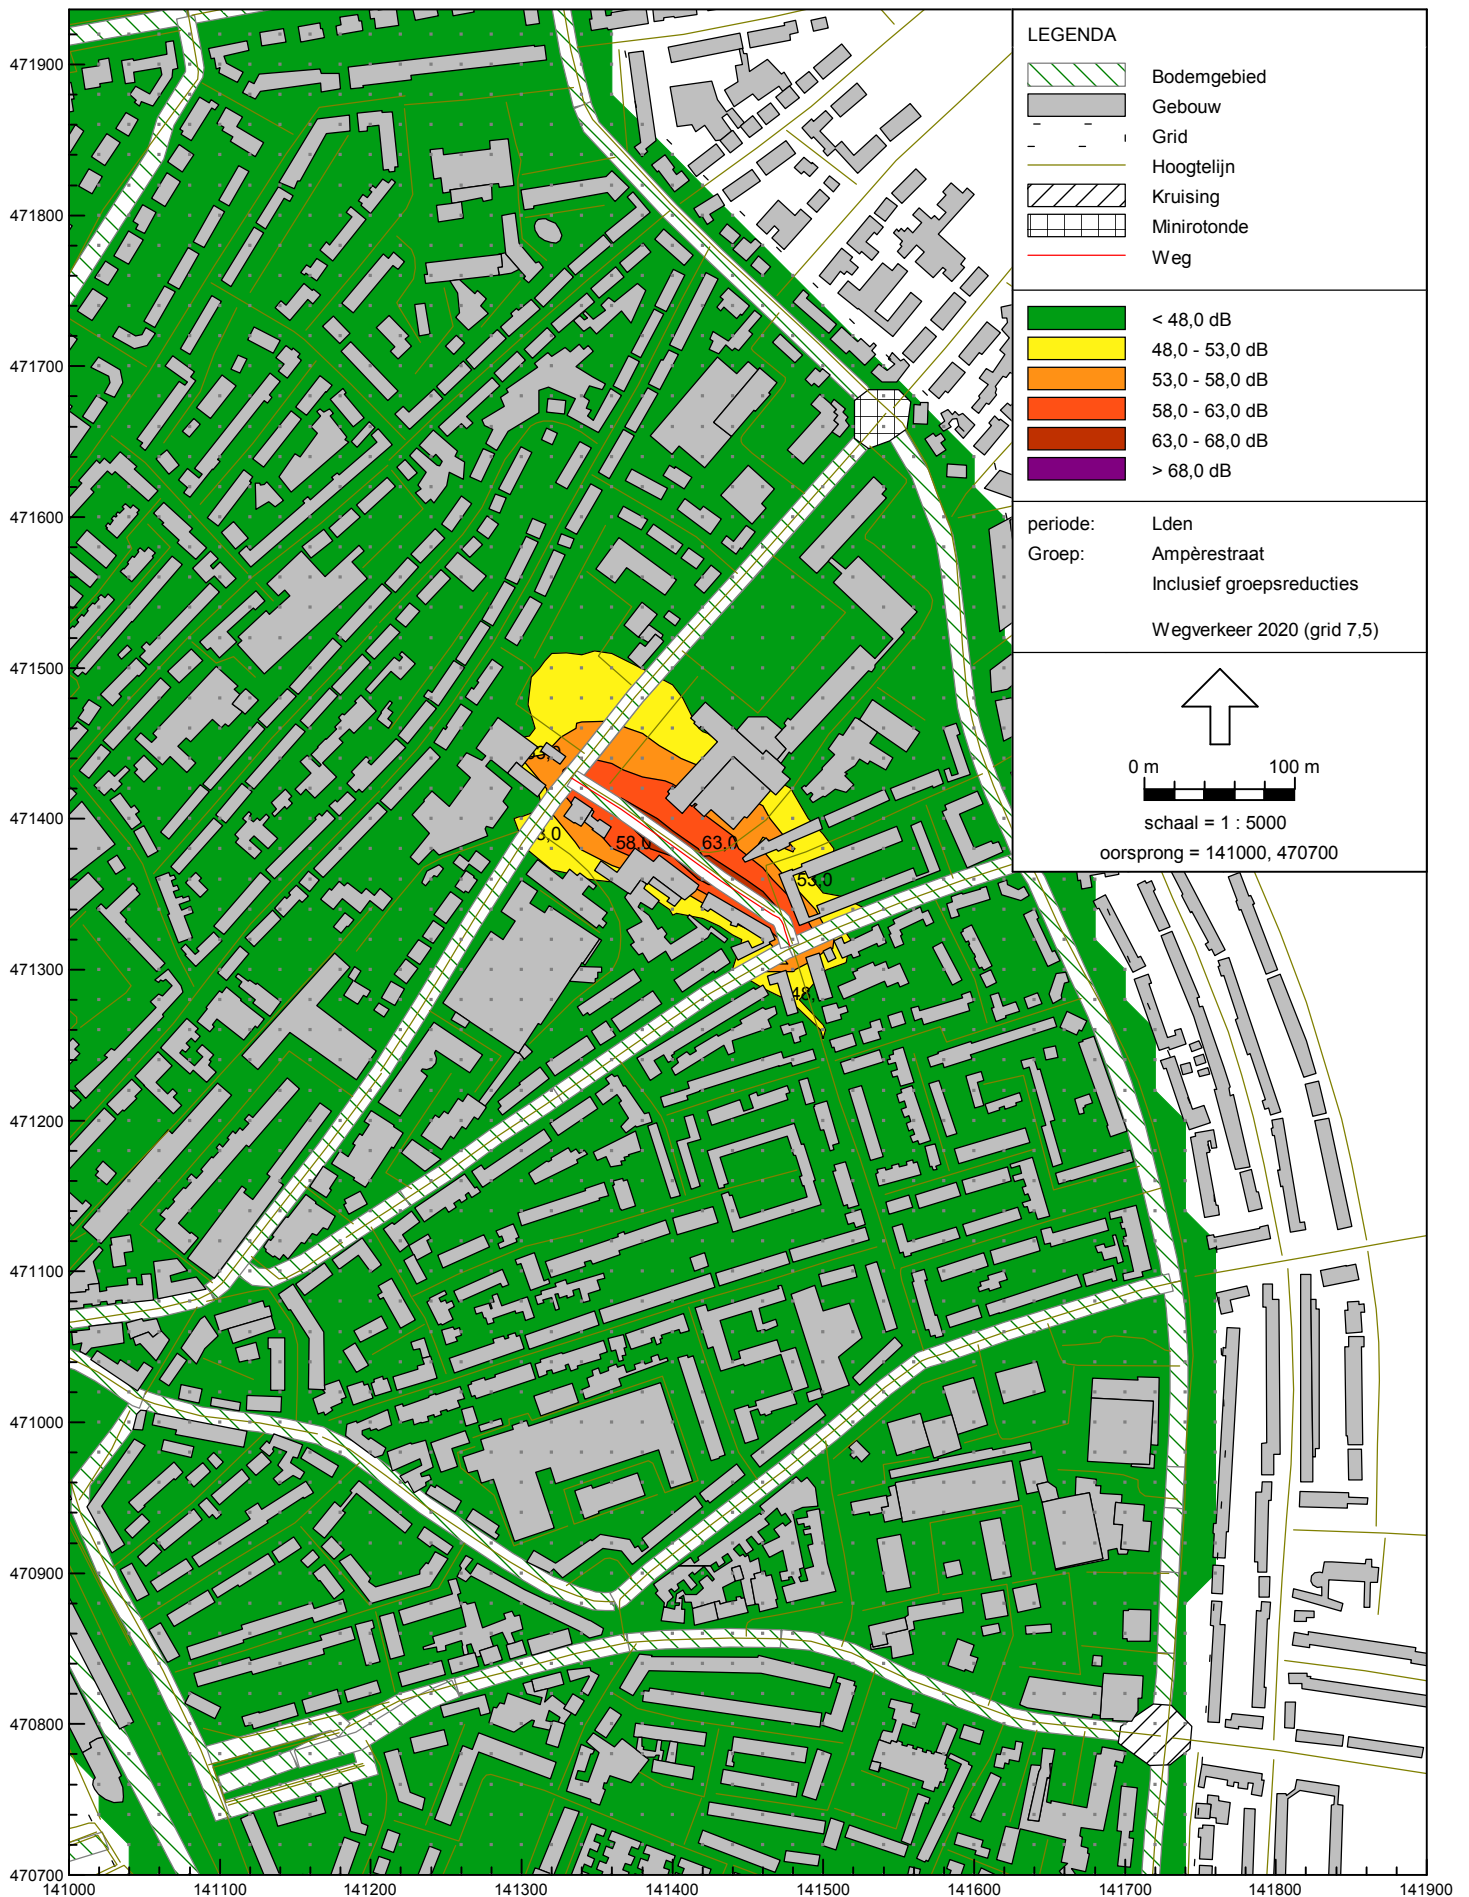 LEGENDA
Bodemgebied
Gebouw
Grid
Hoogtelijn
Kruising
Minirotonde
Weg
< 48,0 dB
48,0 - 53,0 dB
53,0 - 58,0 dB
58,0 - 63,0 dB
63,0 - 68,0 dB
> 68,0 dB
periode: Lden
Groep: Ampèrestraat
Inclusief groepsreducties
Wegverkeer 2020 (grid 7,5)
0 m 100 m
schaal = 1 : 5000
oorsprong = 141000, 470700
471900
471800
471700
471600
471500
471400
58,0 63,0
53,0
471300
48,
471200
471100
471000
470900
470800
470700
141000 141100 141200 141300 141400 141500 141600 141700 141800 141900